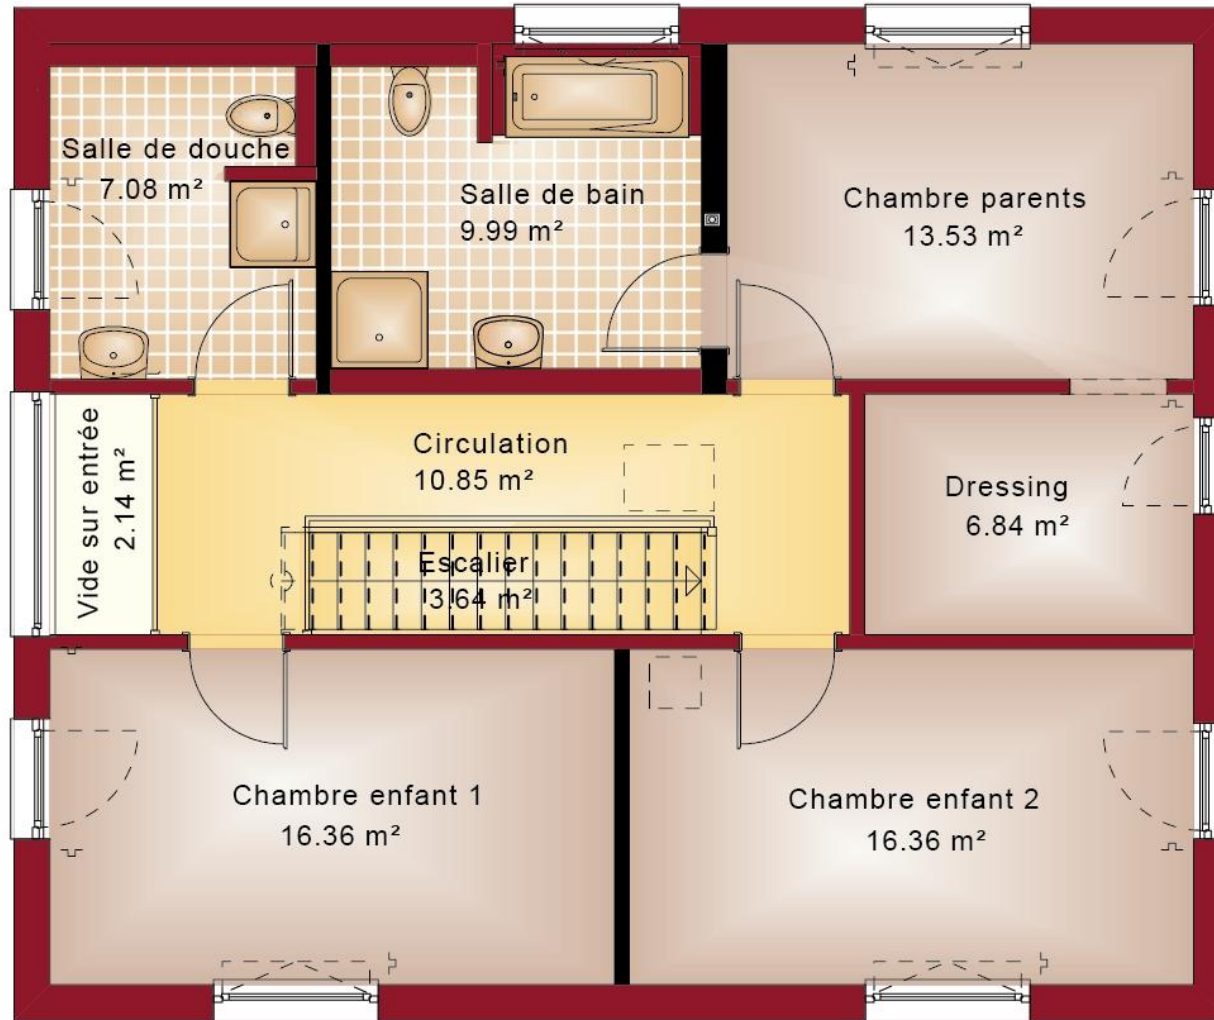 Salle de douche
7.08 m²
Salle de bain
9.99 m²
Chambre parents
13.53 m²
Vide sur entrée
2.14 m²
Circulation
10.85 m²
Escalier
3.64 m²
Dressing
6.84 m²
Chambre enfant 1
16.36 m²
Chambre enfant 2
16.36 m²